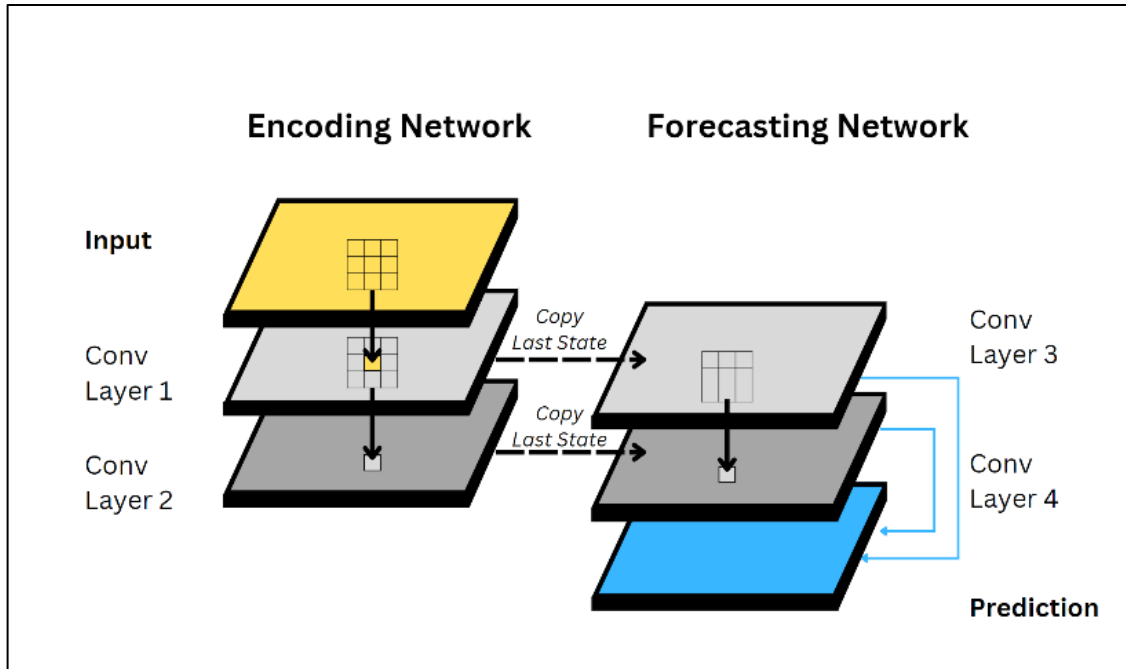 Encoding Network
Forecasting Network
Input
Conv
Layer 1
Conv
Layer 2
Copy
Last State
Copy
Last State
Conv
Layer 3
Conv
Layer 4
Prediction